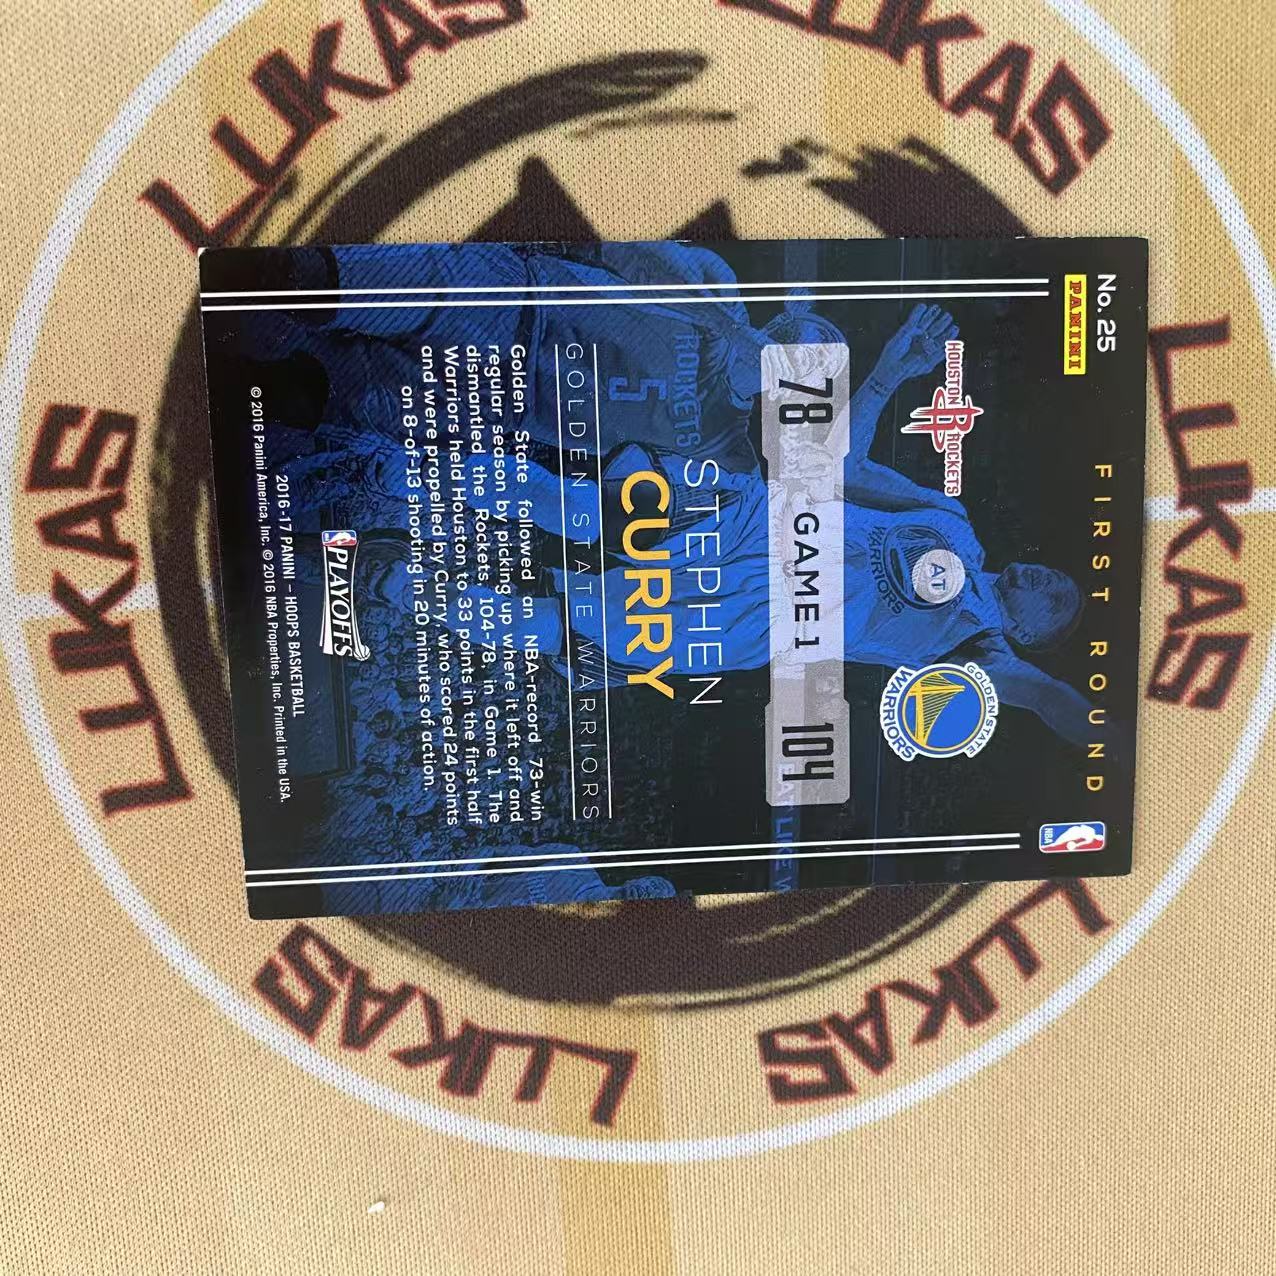 No. 25
PANINI
FIRST ROUND
NBA
HOUSTON ROCKETS
AT
GOLDEN STATE
WARRIORS
78 GAME 1 104
WARRIORS
ROCKETS
5
STEPHEN
CURRY
GOLDEN STATE WARRIORS
Golden State followed an NBA-record 73-win
regular season by picking up where it left off and
dismantled the Rockets, 104-78, in Game 1. The
Warriors held Houston to 33 points in the first half
and were propelled by Curry, who scored 24 points
on 8-of-13 shooting in 20 minutes of action.
NBA PLAYOFFS
2016-17 PANINI – HOOPS BASKETBALL
© 2016 Panini America, Inc. © 2016 NBA Properties, Inc. Printed in the USA.
LUKAS
LUKAS
LUKAS
LUKAS
LUKAS
LUKAS